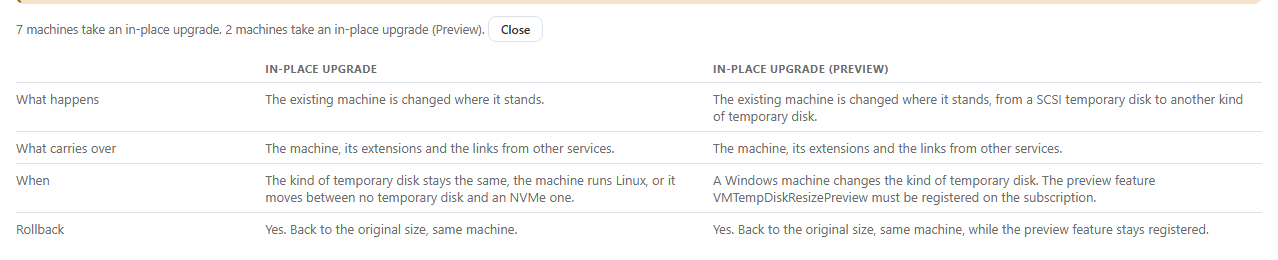 7 machines take an in-place upgrade. 2 machines take an in-place upgrade (Preview). Close
IN-PLACE UPGRADE IN-PLACE UPGRADE (PREVIEW)
What happens The existing machine is changed where it stands. The existing machine is changed where it stands, from a SCSI temporary disk to another kind
of temporary disk.
What carries over The machine, its extensions and the links from other services. The machine, its extensions and the links from other services.
When The kind of temporary disk stays the same, the machine runs Linux, or it A Windows machine changes the kind of temporary disk. The preview feature
moves between no temporary disk and an NVMe one. VMTempDiskResizePreview must be registered on the subscription.
Rollback Yes. Back to the original size, same machine. Yes. Back to the original size, same machine, while the preview feature stays registered.